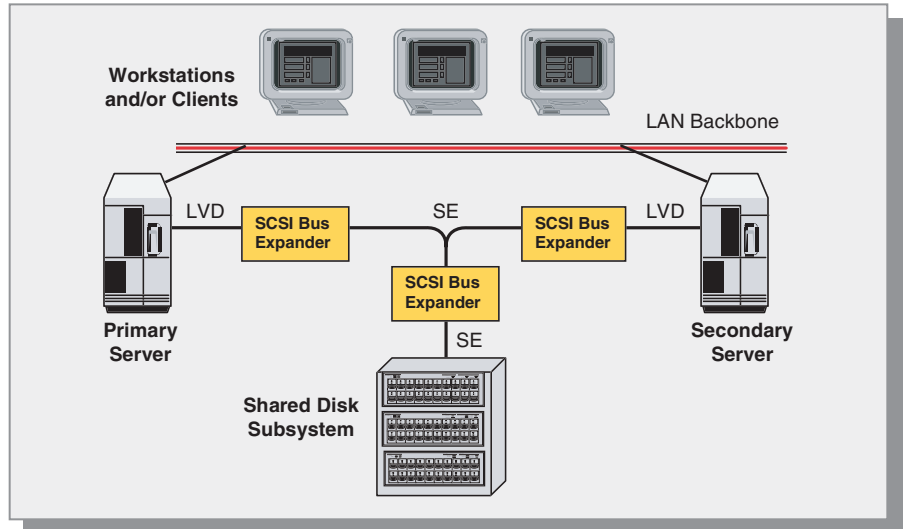 Workstations
and/or Clients
LAN Backbone
LVD
SCSI Bus
Expander
SE
SCSI Bus
Expander
LVD
SCSI Bus
Expander
Primary
Server
SE
Secondary
Server
Shared Disk
Subsystem